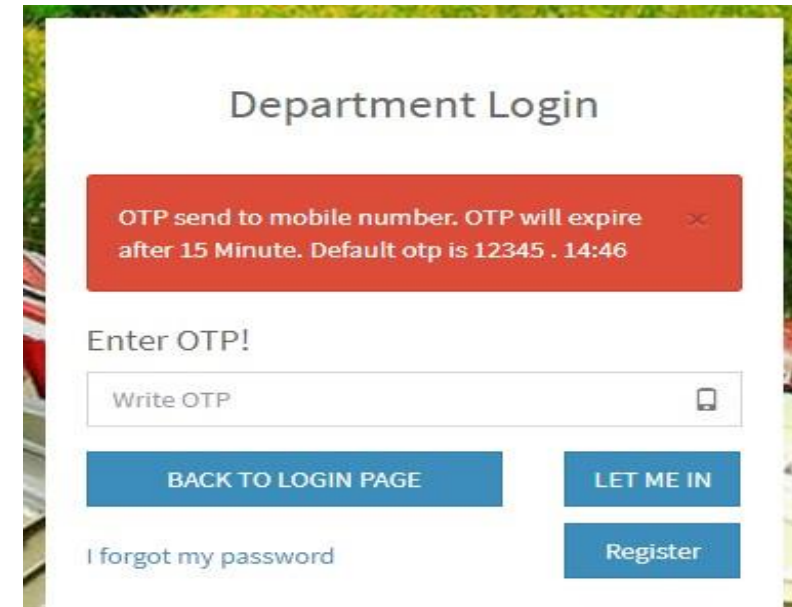 Department Login
OTP send to mobile number. OTP will expire ×
after 15 Minute. Default otp is 12345 . 14:46
Enter OTP!
Write OTP
BACK TO LOGIN PAGE
LET ME IN
I forgot my password
Register